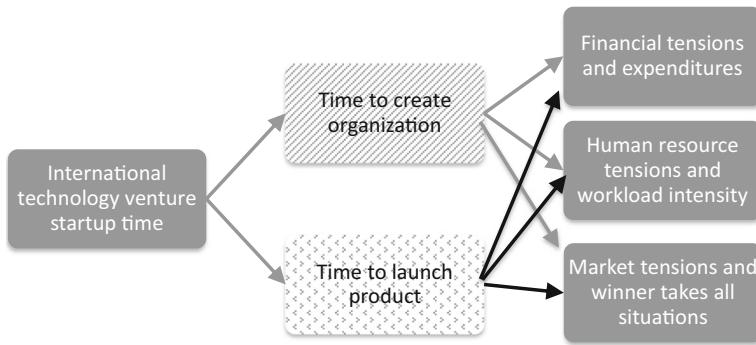 International
technology venture
startup time
Time to create
organization
Time to launch
product
Financial tensions
and expenditures
Human resource
tensions and
workload intensity
Market tensions and
winner takes all
situations